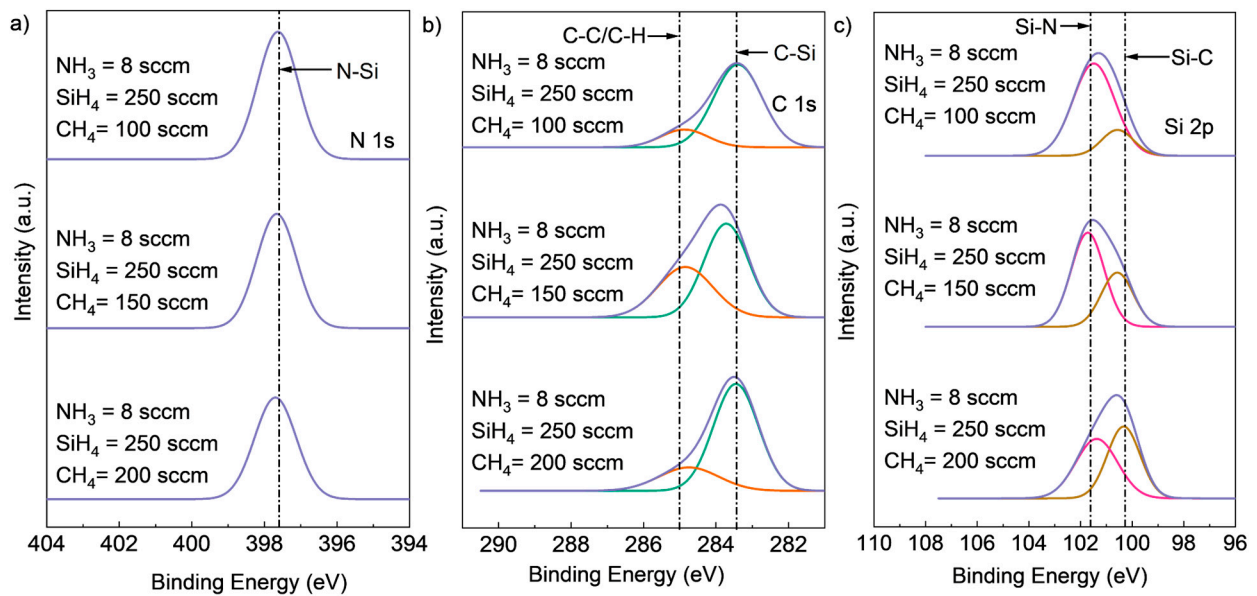 a)
NH₃ = 8 sccm
SiH₄ = 250 sccm
CH₄= 100 sccm
N-Si
N 1s
NH₃ = 8 sccm
SiH₄ = 250 sccm
CH₄= 150 sccm
NH₃ = 8 sccm
SiH₄ = 250 sccm
CH₄= 200 sccm
Intensity (a.u.)
404 402 400 398 396 394
Binding Energy (eV)
b)
C-C/C-H
C-Si
NH₃ = 8 sccm
SiH₄ = 250 sccm
CH₄= 100 sccm
C 1s
NH₃ = 8 sccm
SiH₄ = 250 sccm
CH₄= 150 sccm
NH₃ = 8 sccm
SiH₄ = 250 sccm
CH₄= 200 sccm
Intensity (a.u.)
290 288 286 284 282
Binding Energy (eV)
c)
Si-N
Si-C
NH₃ = 8 sccm
SiH₄ = 250 sccm
CH₄= 100 sccm
Si 2p
NH₃ = 8 sccm
SiH₄ = 250 sccm
CH₄= 150 sccm
NH₃ = 8 sccm
SiH₄ = 250 sccm
CH₄= 200 sccm
Intensity (a.u.)
110 108 106 104 102 100 98 96
Binding Energy (eV)